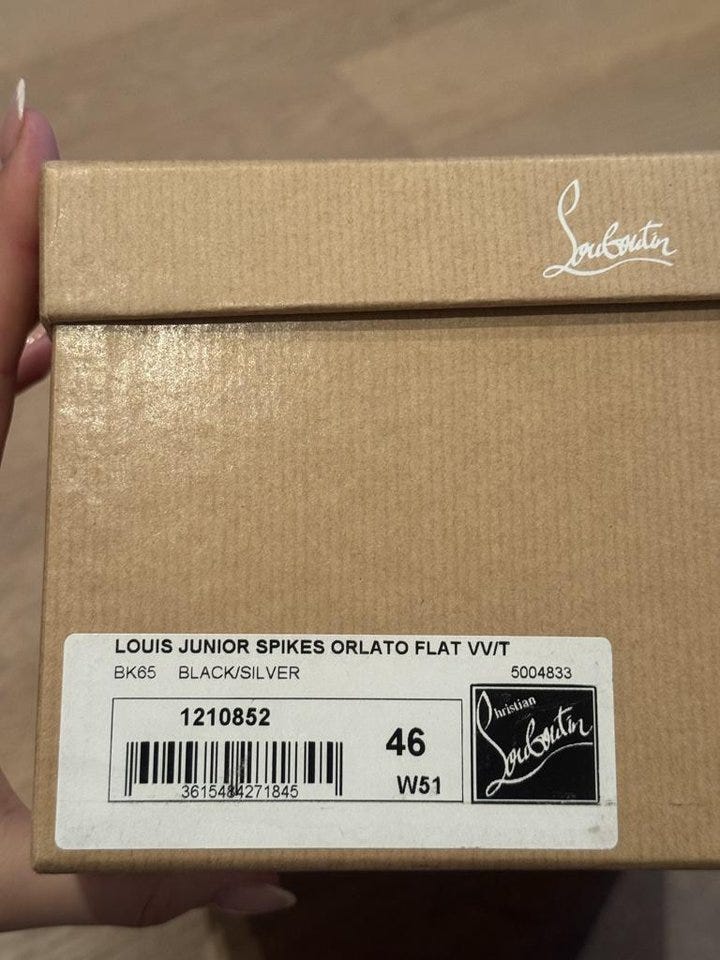 Louboutin
LOUIS JUNIOR SPIKES ORLATO FLAT VV/T
BK65 BLACK/SILVER 5004833
1210852
3615484271845
46
W51
Christian
Louboutin